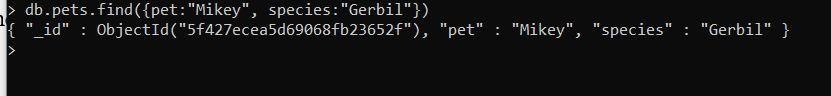 > db.pets.find({pet:"Mikey", species:"Gerbil"})
{ "_id" : ObjectId("5f427ecea5d69068fb23652f"), "pet" : "Mikey", "species" : "Gerbil" }
>